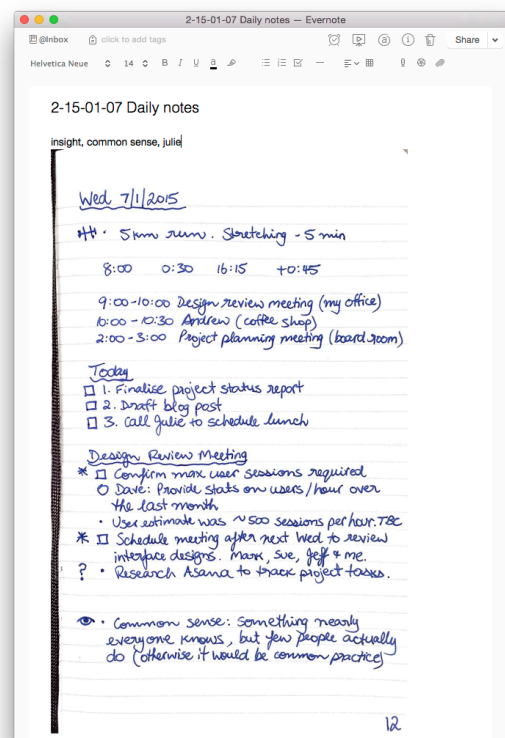 2-15-01-07 Daily notes — Evernote
@Inbox click to add tags Share
Helvetica Neue 14 B I U a
2-15-01-07 Daily notes
insight, common sense, julie
Wed 7/1/2015
· 5km run. Stretching - 5 min
8:00 0:30 16:15 +0:45
9:00-10:00 Design review meeting (my office)
10:00 - 10:30 Andrew (coffee shop)
2:00 - 3:00 Project planning meeting (board room)
Today
☐ 1. Finalise project status report
☐ 2. Draft blog post
☐ 3. Call Julie to schedule lunch
Design Review Meeting
* ☐ Confirm max user sessions required
O Dave: Provide stats on users/hour over
the last month
· User estimate was ~500 sessions per hour. TBC
* ☐ Schedule meeting after next Wed to review
interface designs. Mark, Sue, Jeff + me.
? · Research Asana to track project tasks.
· Common sense: something nearly
everyone knows, but few people actually
do (otherwise it would be common practice)
12